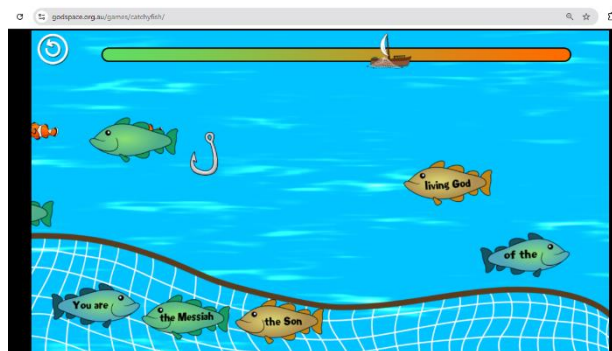 godspace.org.au/games/catchyfish/
living God
of the
You are
the Messiah
the Son